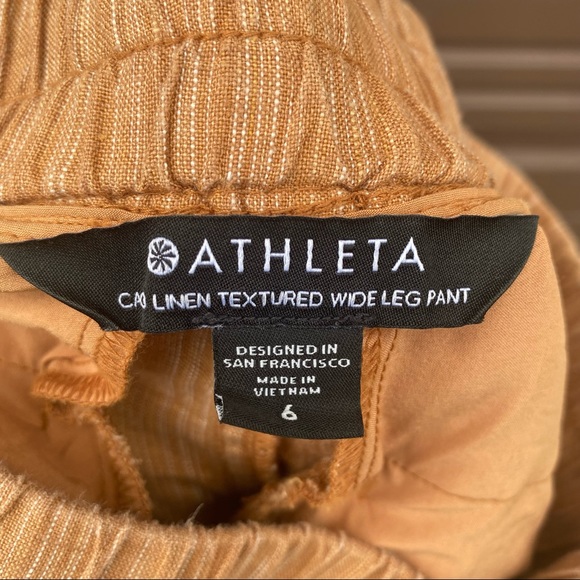 ATHLETA
LINEN TEXTURED WIDE LEG PANT
DESIGNED IN
SAN FRANCISCO
MADE IN
VIETNAM
6